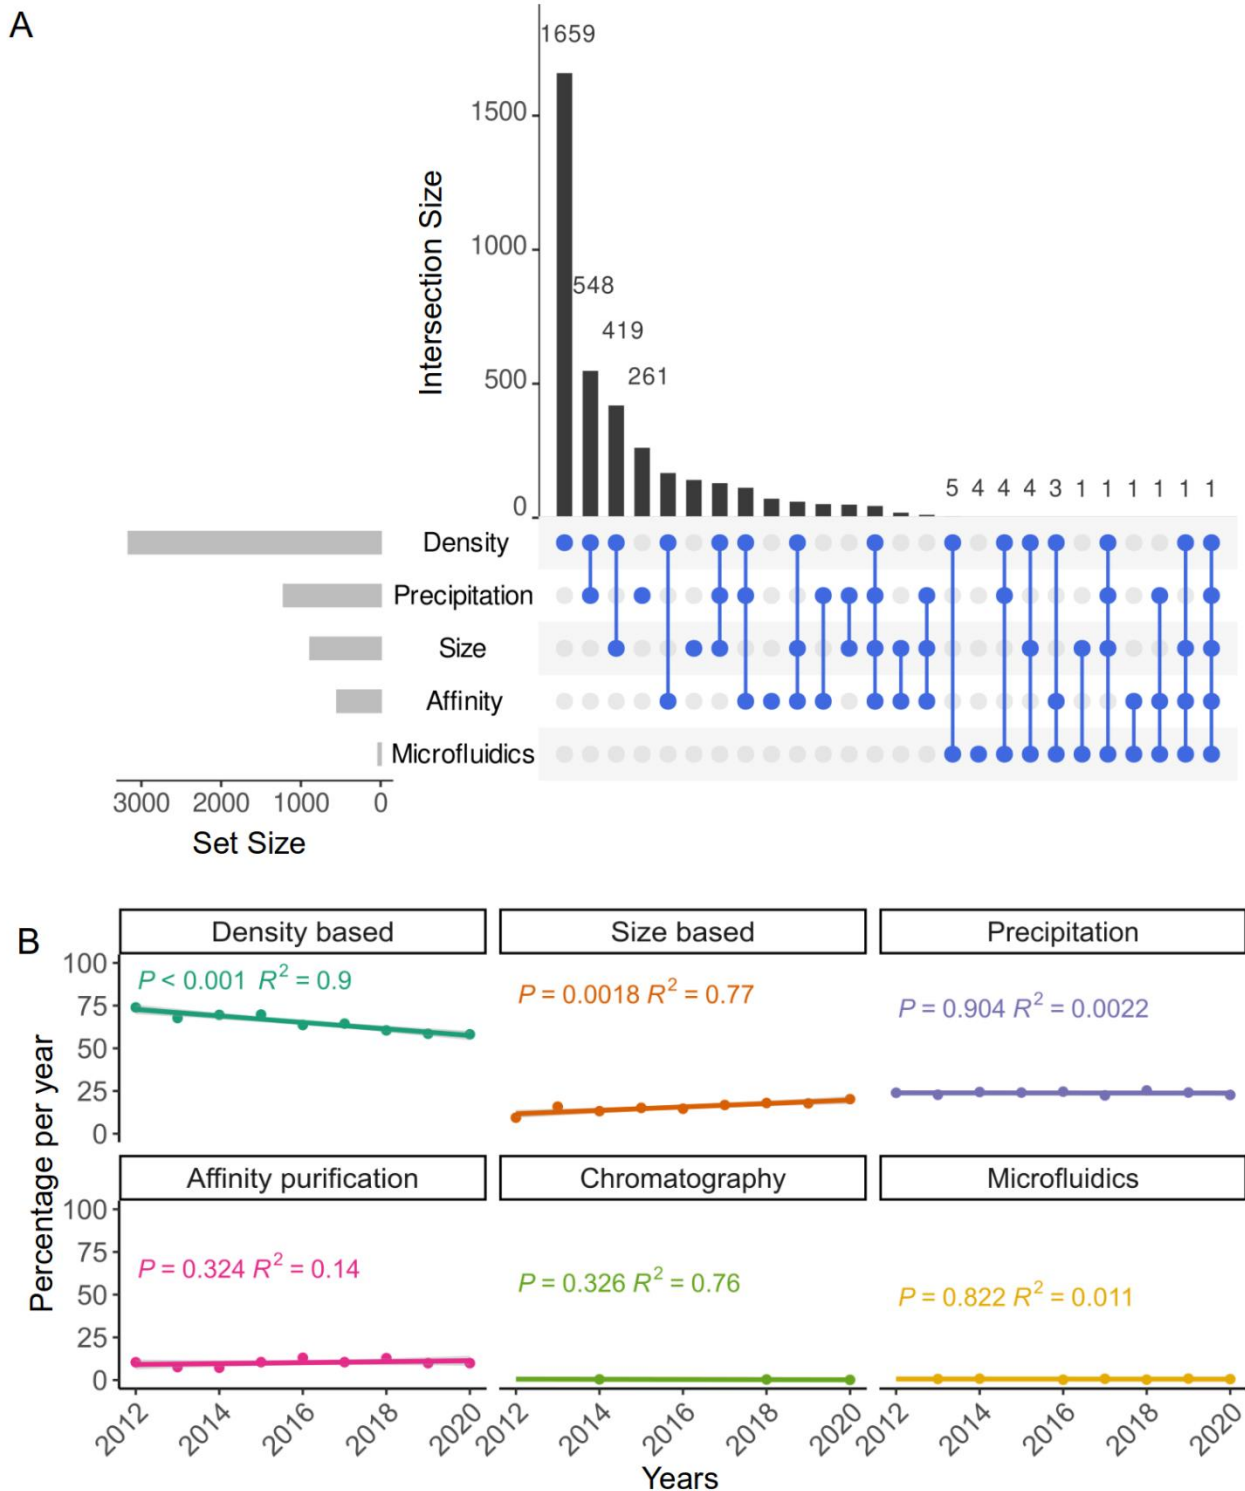 A
1659
1500
1000
548
419
500
261
0
5 4 4 4 3 1 1 1 1 1 1
Intersection Size
Density
Precipitation
Size
Affinity
Microfluidics
3000 2000 1000 0
Set Size
B
Density based Size based Precipitation
100
75
50
25
0
P < 0.001 R² = 0.9
P = 0.0018 R² = 0.77
P = 0.904 R² = 0.0022
Percentage per year
Affinity purification Chromatography Microfluidics
100
75
50
25
0
P = 0.324 R² = 0.14
P = 0.326 R² = 0.76
P = 0.822 R² = 0.011
2012 2014 2016 2018 2020 2012 2014 2016 2018 2020 2012 2014 2016 2018 2020
Years